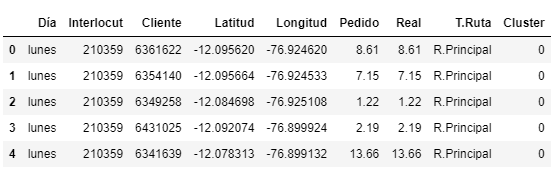 Día Interlocut Cliente Latitud Longitud Pedido Real T.Ruta Cluster
0 lunes 210359 6361622 -12.095620 -76.924620 8.61 8.61 R.Principal 0
1 lunes 210359 6354140 -12.095664 -76.924533 7.15 7.15 R.Principal 0
2 lunes 210359 6349258 -12.084698 -76.925108 1.22 1.22 R.Principal 0
3 lunes 210359 6431025 -12.092074 -76.899924 2.19 2.19 R.Principal 0
4 lunes 210359 6341639 -12.078313 -76.899132 13.66 13.66 R.Principal 0